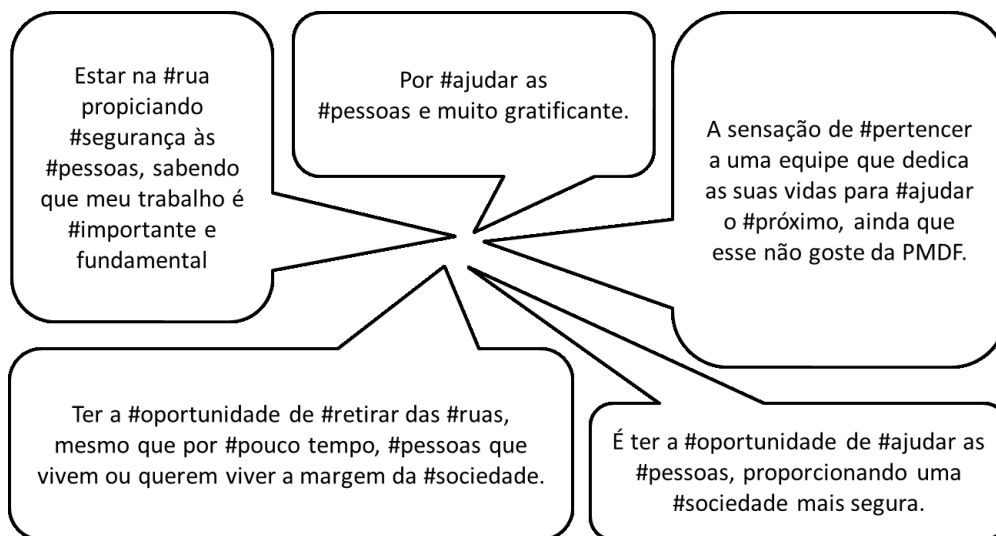 Estar na #rua
propiciando
#segurança às
#pessoas, sabendo
que meu trabalho é
#importante e
fundamental
Por #ajudar as
#pessoas e muito gratificante.
A sensação de #pertencer
a uma equipe que dedica
as suas vidas para #ajudar
o #próximo, ainda que
esse não goste da PMDF.
Ter a #oportunidade de #retirar das #ruas,
mesmo que por #pouco tempo, #pessoas que
vivem ou querem viver a margem da #sociedade.
É ter a #oportunidade de #ajudar as
#pessoas, proporcionando uma
#sociedade mais segura.